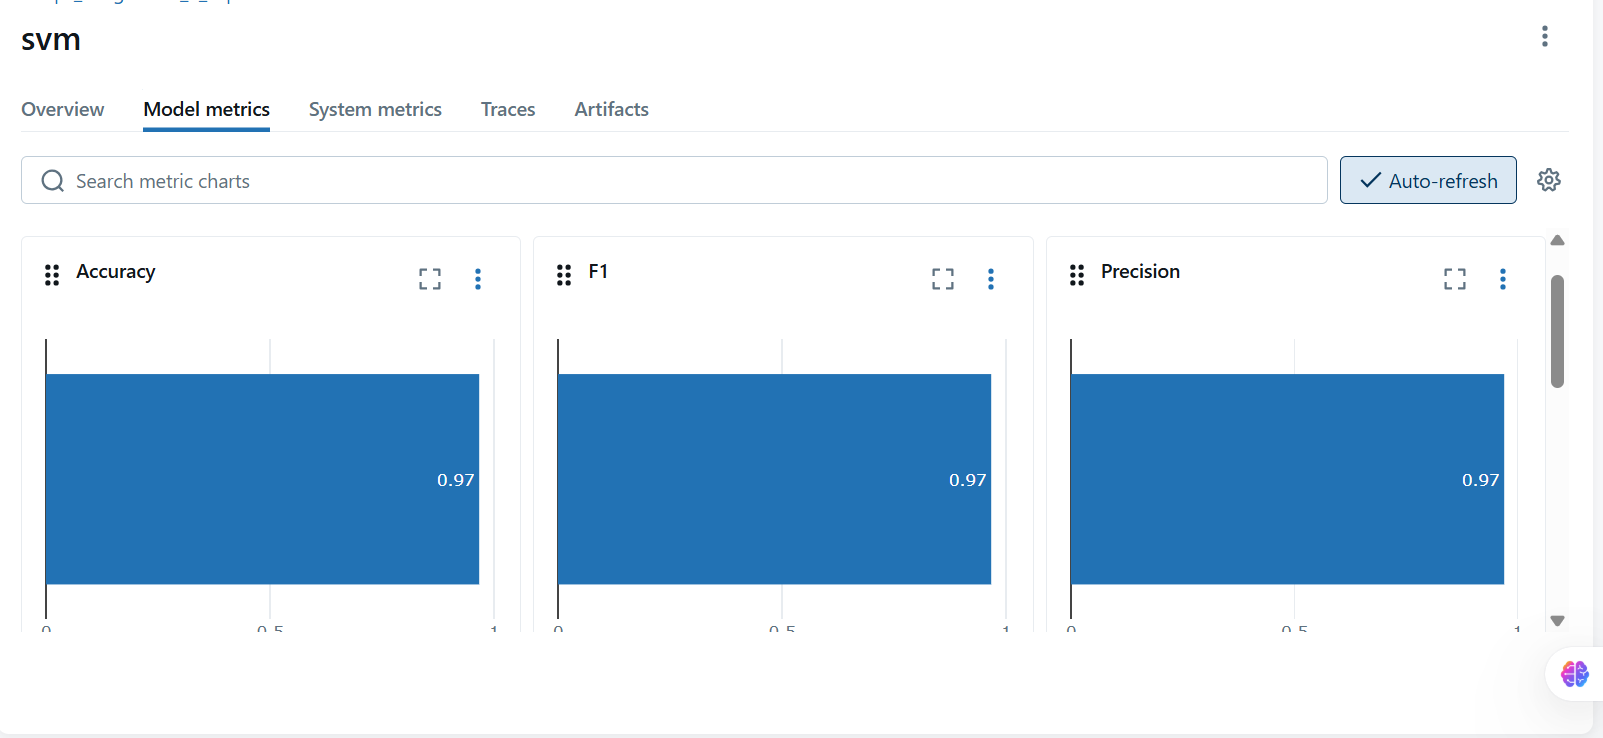 svm
Overview Model metrics System metrics Traces Artifacts
Search metric charts Auto-refresh
Accuracy F1 Precision
0.97 0.97 0.97
0 0.5 1 0 0.5 1 0 0.5 1